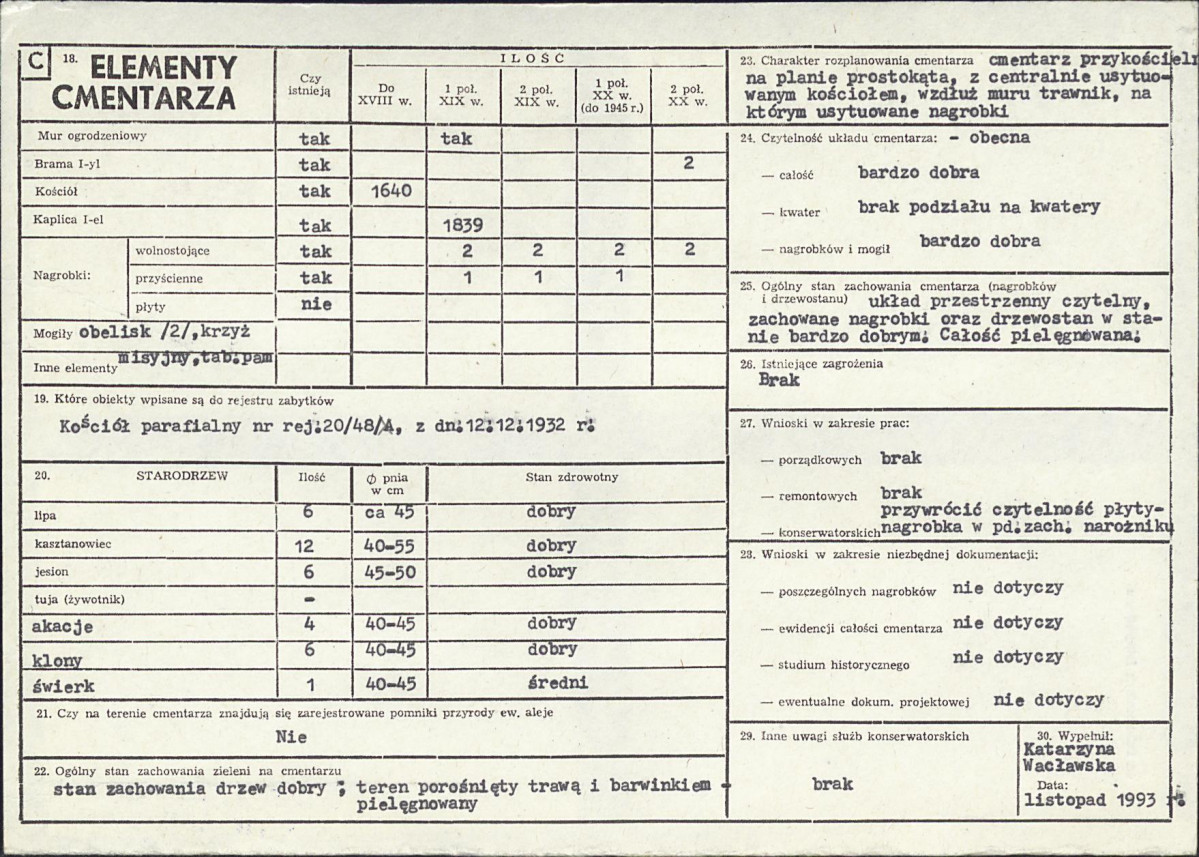 C 18. ELEMENTY
CMENTARZA
Czy
istnieją
ILOŚĆ
Do
XVIII w.
1 poł.
XIX w.
2 poł.
XIX w.
1 poł.
XX w.
(do 1945 r.)
2 poł.
XX w.
Mur ogrodzeniowy tak tak
Brama I-yl tak 2
Kościół tak 1640
Kaplica I-el tak 1839
Nagrobki:
wolnostojące tak 2 2 2 2
przyścienne tak 1 1 1
płyty nie
Mogiły obelisk /2/,krzyż
misyjny,tab.pam
Inne elementy
19. Które obiekty wpisane są do rejestru zabytków
Kościół parafialny nr rej.20/48/A, z dn.12.12.1932 r.
20. STARODRZEW Ilość ϕ pnia
w cm Stan zdrowotny
lipa 6 ca 45 dobry
kasztanowiec 12 40-55 dobry
jesion 6 45-50 dobry
tuja (żywotnik) -
akacje 4 40-45 dobry
klony 6 40-45 dobry
świerk 1 40-45 średni
21. Czy na terenie cmentarza znajdują się zarejestrowane pomniki przyrody ew. aleje
Nie
22. Ogólny stan zachowania zieleni na cmentarzu
stan zachowania drzew dobry ; teren porośnięty trawą i barwinkiem -
pielęgnowany
23. Charakter rozplanowania cmentarza cmentarz przykościeln
na planie prostokąta, z centralnie usytuo-
wanym kościołem, wzdłuż muru trawnik, na
którym usytuowane nagrobki
24. Czytelność układu cmentarza: - obecna
— całość bardzo dobra
— kwater brak podziału na kwatery
— nagrobków i mogił bardzo dobra
25. Ogólny stan zachowania cmentarza (nagrobków
i drzewostanu) układ przestrzenny czytelny,
zachowane nagrobki oraz drzewostan w sta-
nie bardzo dobrym. Całość pielęgnowana.
26. Istniejące zagrożenia
Brak
27. Wnioski w zakresie prac:
— porządkowych brak
— remontowych brak
przywrócić czytelność płyty-
— konserwatorskich nagrobka w pd.zach. narożniku
28. Wnioski w zakresie niezbędnej dokumentacji:
— poszczególnych nagrobków nie dotyczy
— ewidencji całości cmentarza nie dotyczy
— studium historycznego nie dotyczy
— ewentualne dokum. projektowej nie dotyczy
29. Inne uwagi służb konserwatorskich
brak
30. Wypełnił:
Katarzyna
Wacławska
Data:
listopad 1993 r.